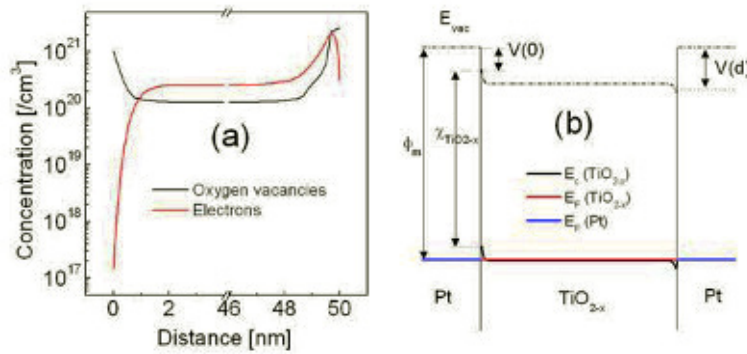 Concentration [/cm³]
10²¹
10²⁰
10¹⁹
10¹⁸
10¹⁷
(a)
Oxygen vacancies
Electrons
0 2 46 48 50
Distance [nm]
E_vac
V(0)
V(d)
ϕ_m
χ_TiO2-x
(b)
E_c (TiO₂₋ₓ)
E_F (TiO₂₋ₓ)
E_F (Pt)
Pt TiO₂₋ₓ Pt